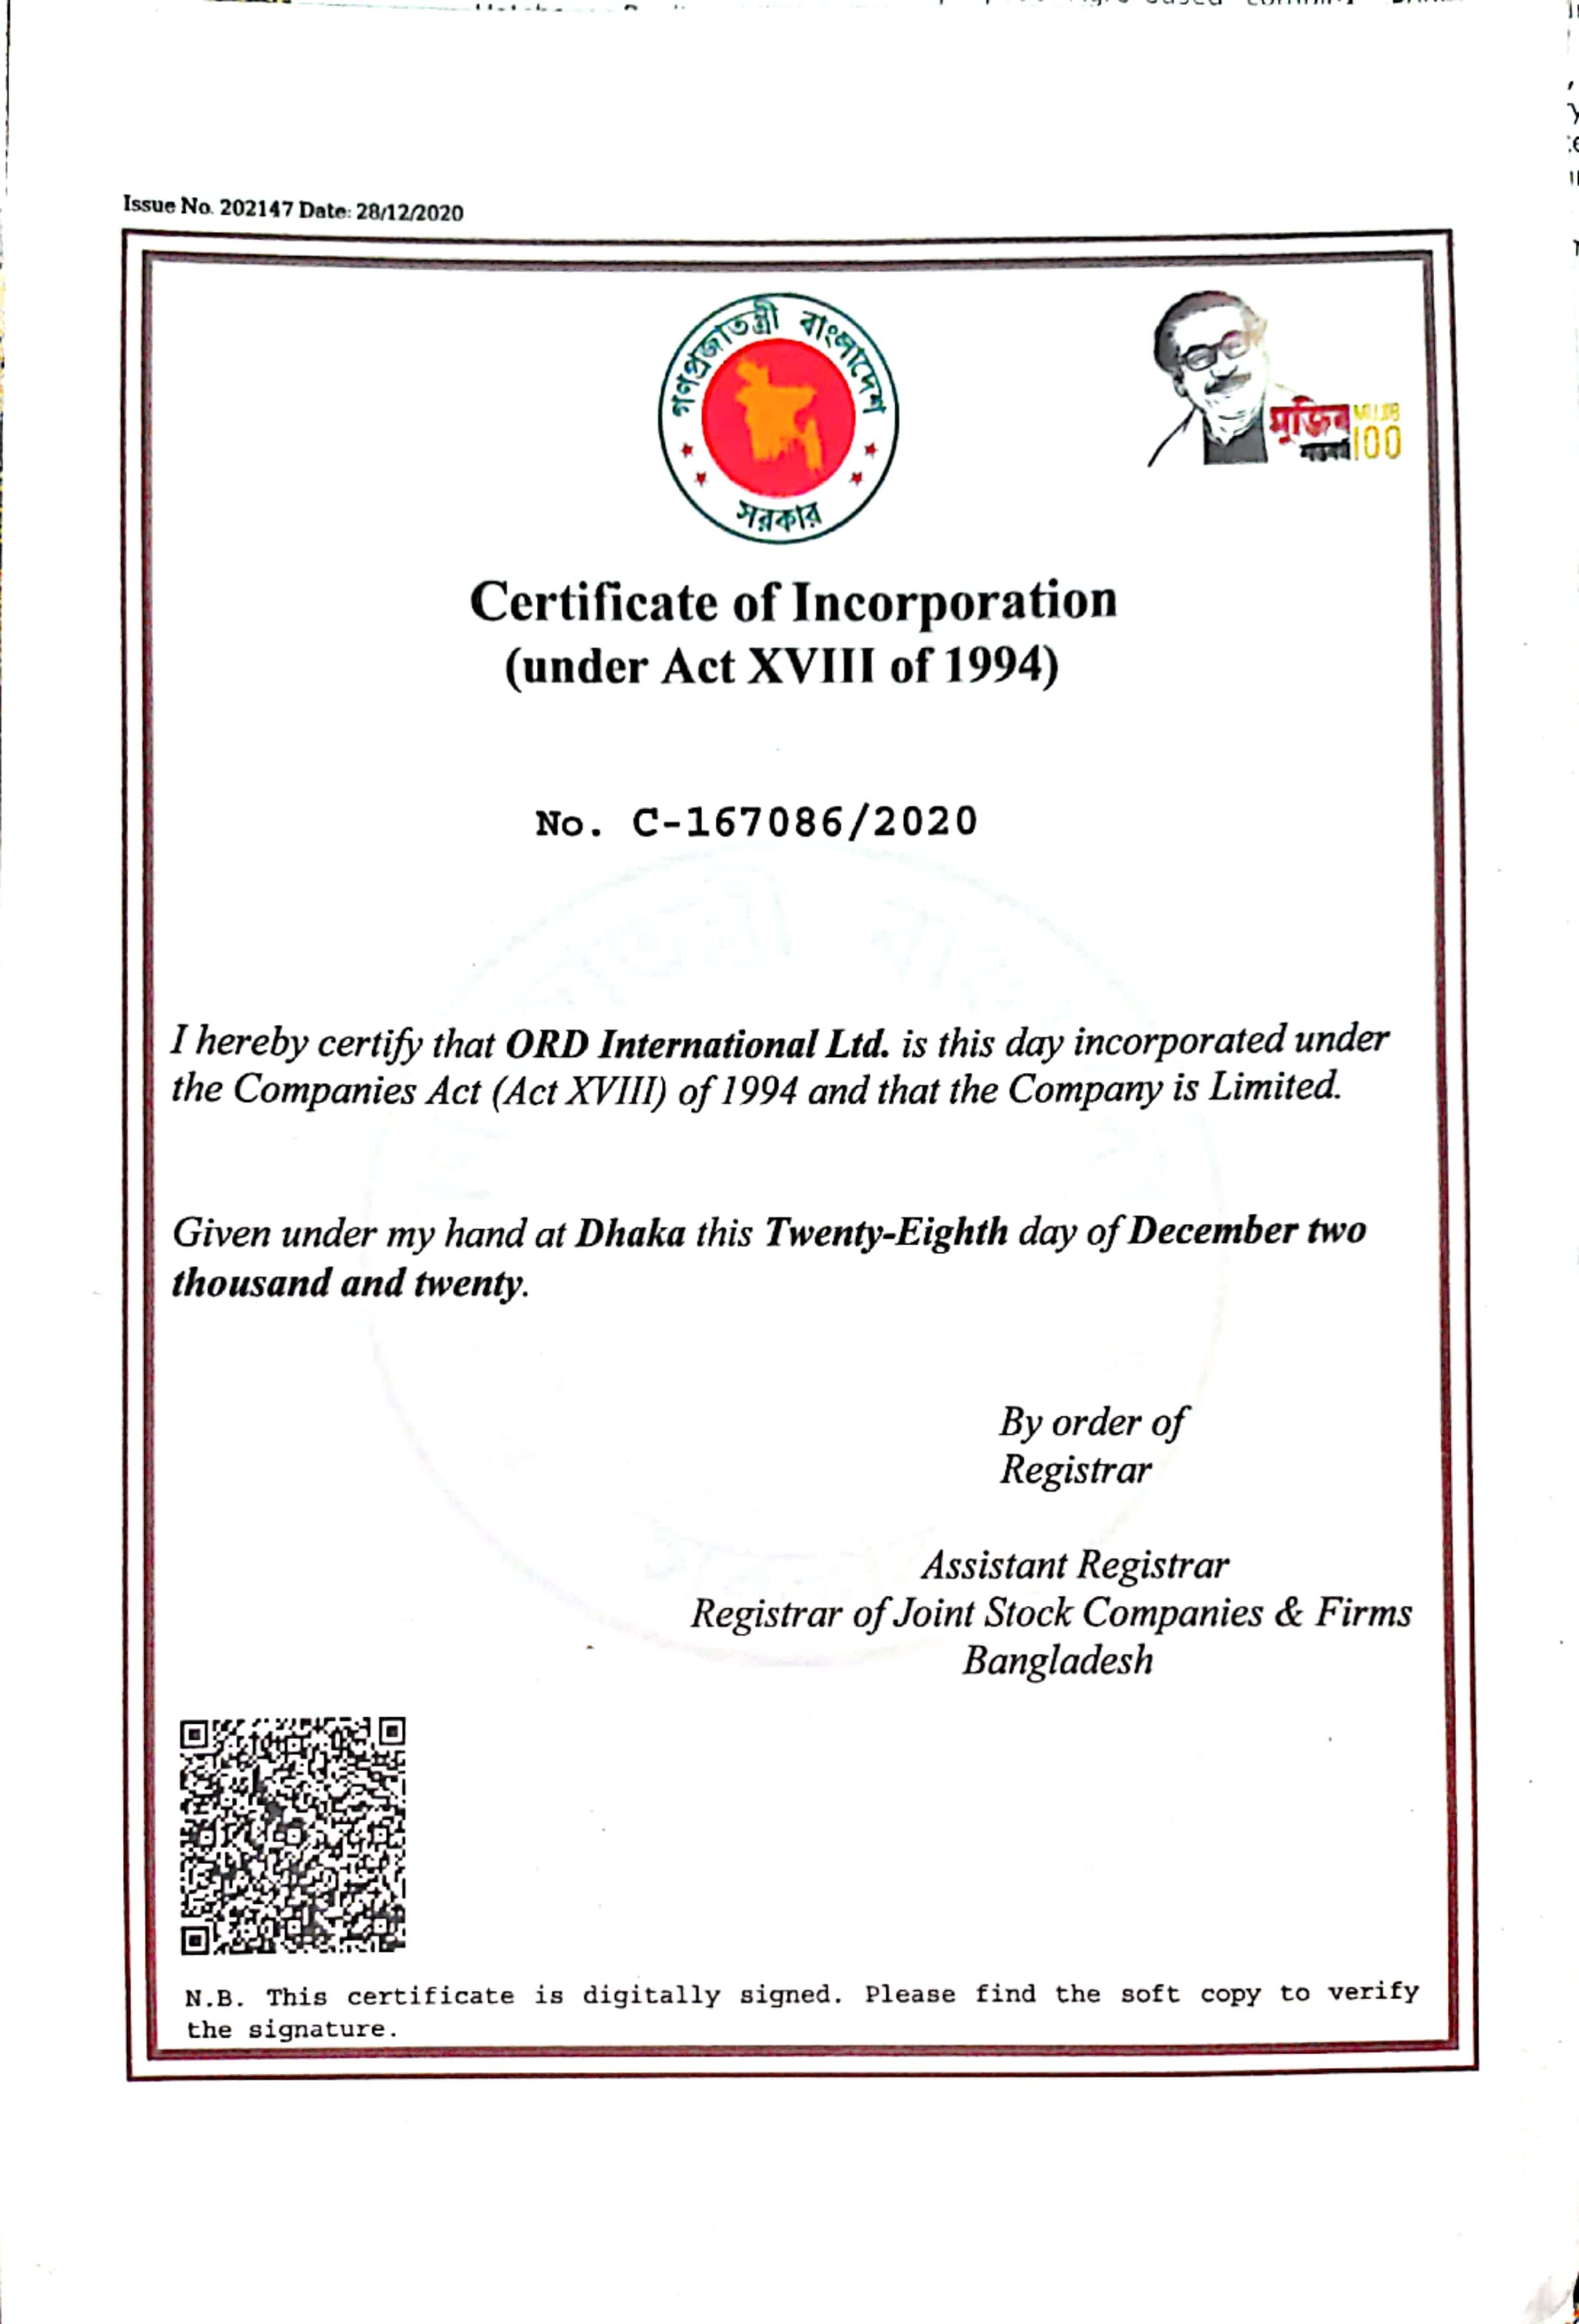 Issue No. 202147 Date: 28/12/2020
গণপ্রজাতন্ত্রী বাংলাদেশ
সরকার
মুজিব MUJIB
শতবর্ষ 100
Certificate of Incorporation
(under Act XVIII of 1994)
No. C-167086/2020
I hereby certify that ORD International Ltd. is this day incorporated under
the Companies Act (Act XVIII) of 1994 and that the Company is Limited.
Given under my hand at Dhaka this Twenty-Eighth day of December two
thousand and twenty.
By order of
Registrar
Assistant Registrar
Registrar of Joint Stock Companies & Firms
Bangladesh
N.B. This certificate is digitally signed. Please find the soft copy to verify
the signature.